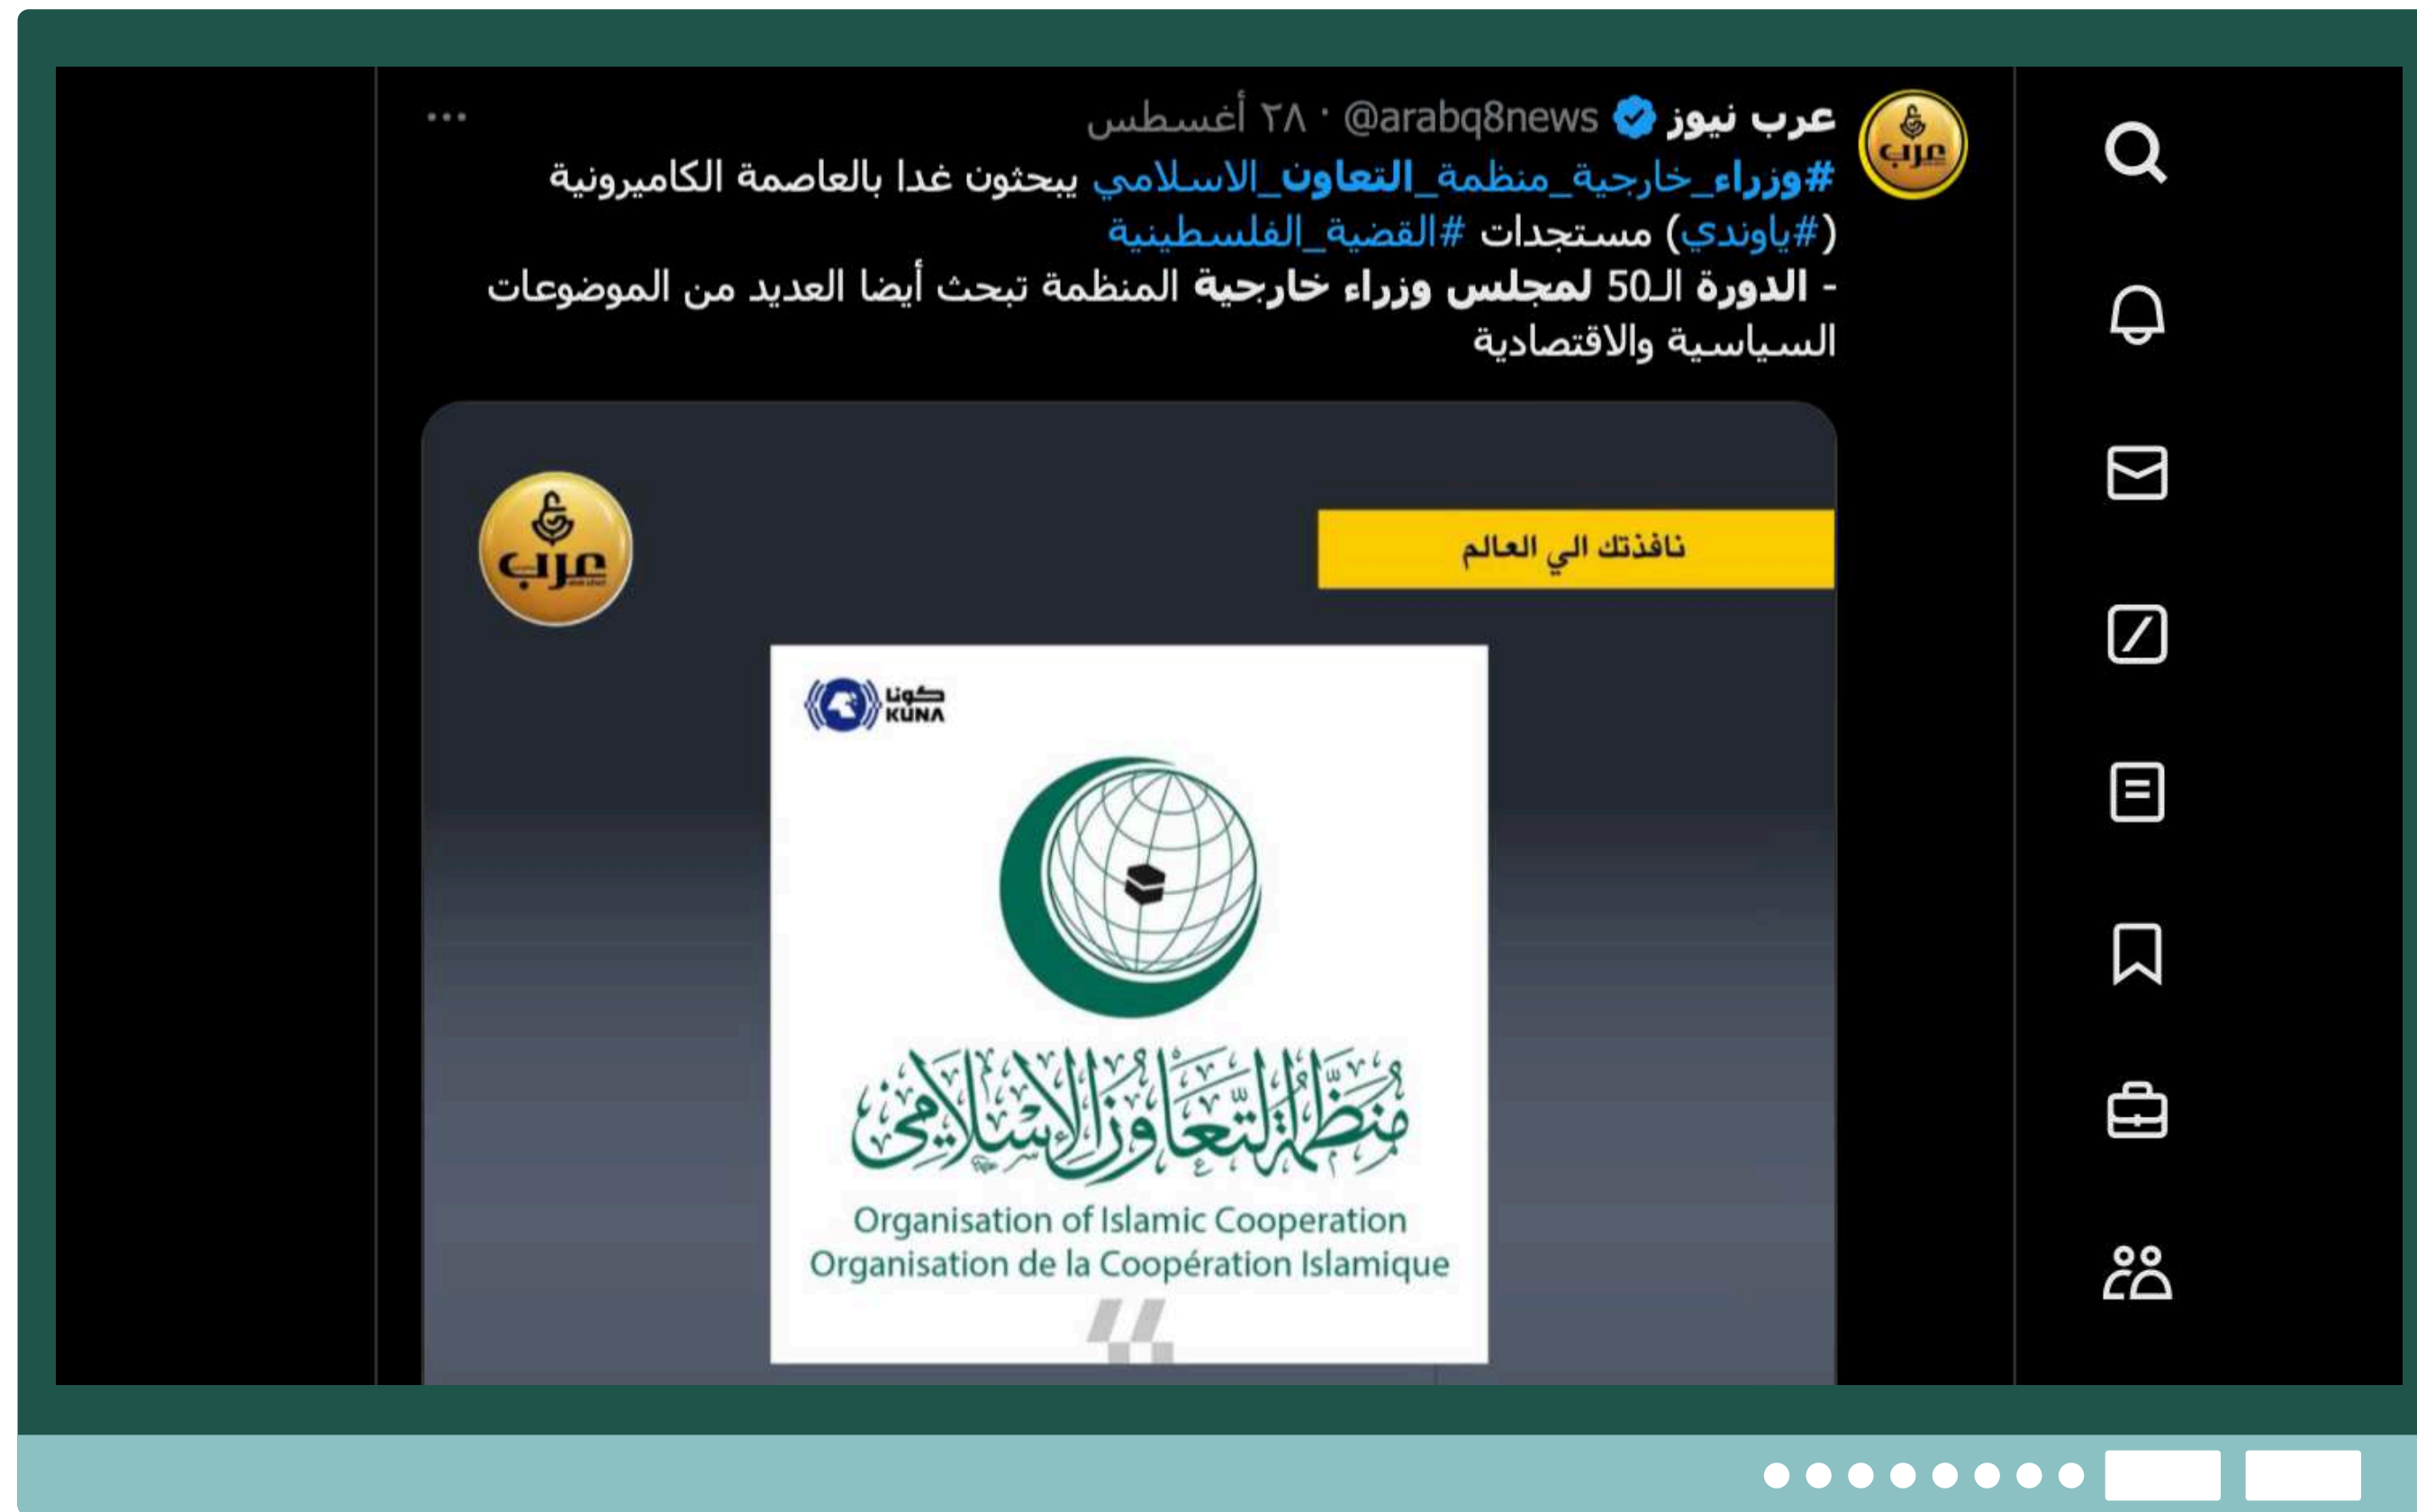 عرب نيوز @arabq8news · ٢٨ أغسطس
#وزراء_خارجية_منظمة_التعاون_الاسلامي يبحثون غدا بالعاصمة الكاميرونية
(#ياوندي) مستجدات #القضية_الفلسطينية
- الدورة الـ50 لمجلس وزراء خارجية المنظمة تبحث أيضا العديد من الموضوعات
السياسية والاقتصادية
عرب
عرب
نافذتك الي العالم
كونا
KUNA
منظمة التعاون الإسلامي
Organisation of Islamic Cooperation
Organisation de la Coopération Islamique